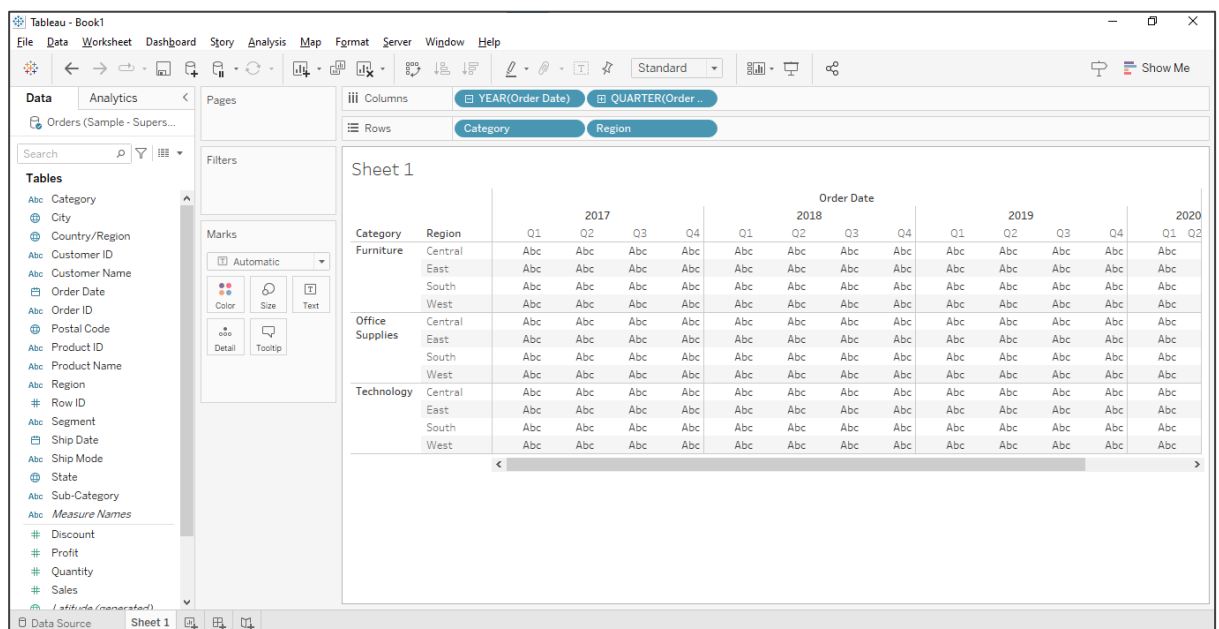 Tableau - Book1
File Data Worksheet Dashboard Story Analysis Map Format Server Window Help
Standard
Show Me
Data Analytics
Orders (Sample - Supers...
Search
Tables
Abc Category
City
Country/Region
Abc Customer ID
Abc Customer Name
Order Date
Abc Order ID
Postal Code
Abc Product ID
Abc Product Name
Abc Region
# Row ID
Abc Segment
Ship Date
Abc Ship Mode
State
Abc Sub-Category
Abc Measure Names
# Discount
# Profit
# Quantity
# Sales
Latitude (generated)
Pages
Filters
Marks
Automatic
Color Size Text
Detail Tooltip
Columns YEAR(Order Date) QUARTER(Order ..
Rows Category Region
Sheet 1
Order Date
2017 2018 2019 2020
Category Region Q1 Q2 Q3 Q4 Q1 Q2 Q3 Q4 Q1 Q2 Q3 Q4 Q1 Q2
Furniture Central Abc Abc Abc Abc Abc Abc Abc Abc Abc Abc Abc Abc Abc
East Abc Abc Abc Abc Abc Abc Abc Abc Abc Abc Abc Abc Abc
South Abc Abc Abc Abc Abc Abc Abc Abc Abc Abc Abc Abc Abc
West Abc Abc Abc Abc Abc Abc Abc Abc Abc Abc Abc Abc Abc
Office Central Abc Abc Abc Abc Abc Abc Abc Abc Abc Abc Abc Abc Abc
Supplies East Abc Abc Abc Abc Abc Abc Abc Abc Abc Abc Abc Abc Abc
South Abc Abc Abc Abc Abc Abc Abc Abc Abc Abc Abc Abc Abc
West Abc Abc Abc Abc Abc Abc Abc Abc Abc Abc Abc Abc Abc
Technology Central Abc Abc Abc Abc Abc Abc Abc Abc Abc Abc Abc Abc Abc
East Abc Abc Abc Abc Abc Abc Abc Abc Abc Abc Abc Abc Abc
South Abc Abc Abc Abc Abc Abc Abc Abc Abc Abc Abc Abc Abc
West Abc Abc Abc Abc Abc Abc Abc Abc Abc Abc Abc Abc Abc
Data Source Sheet 1